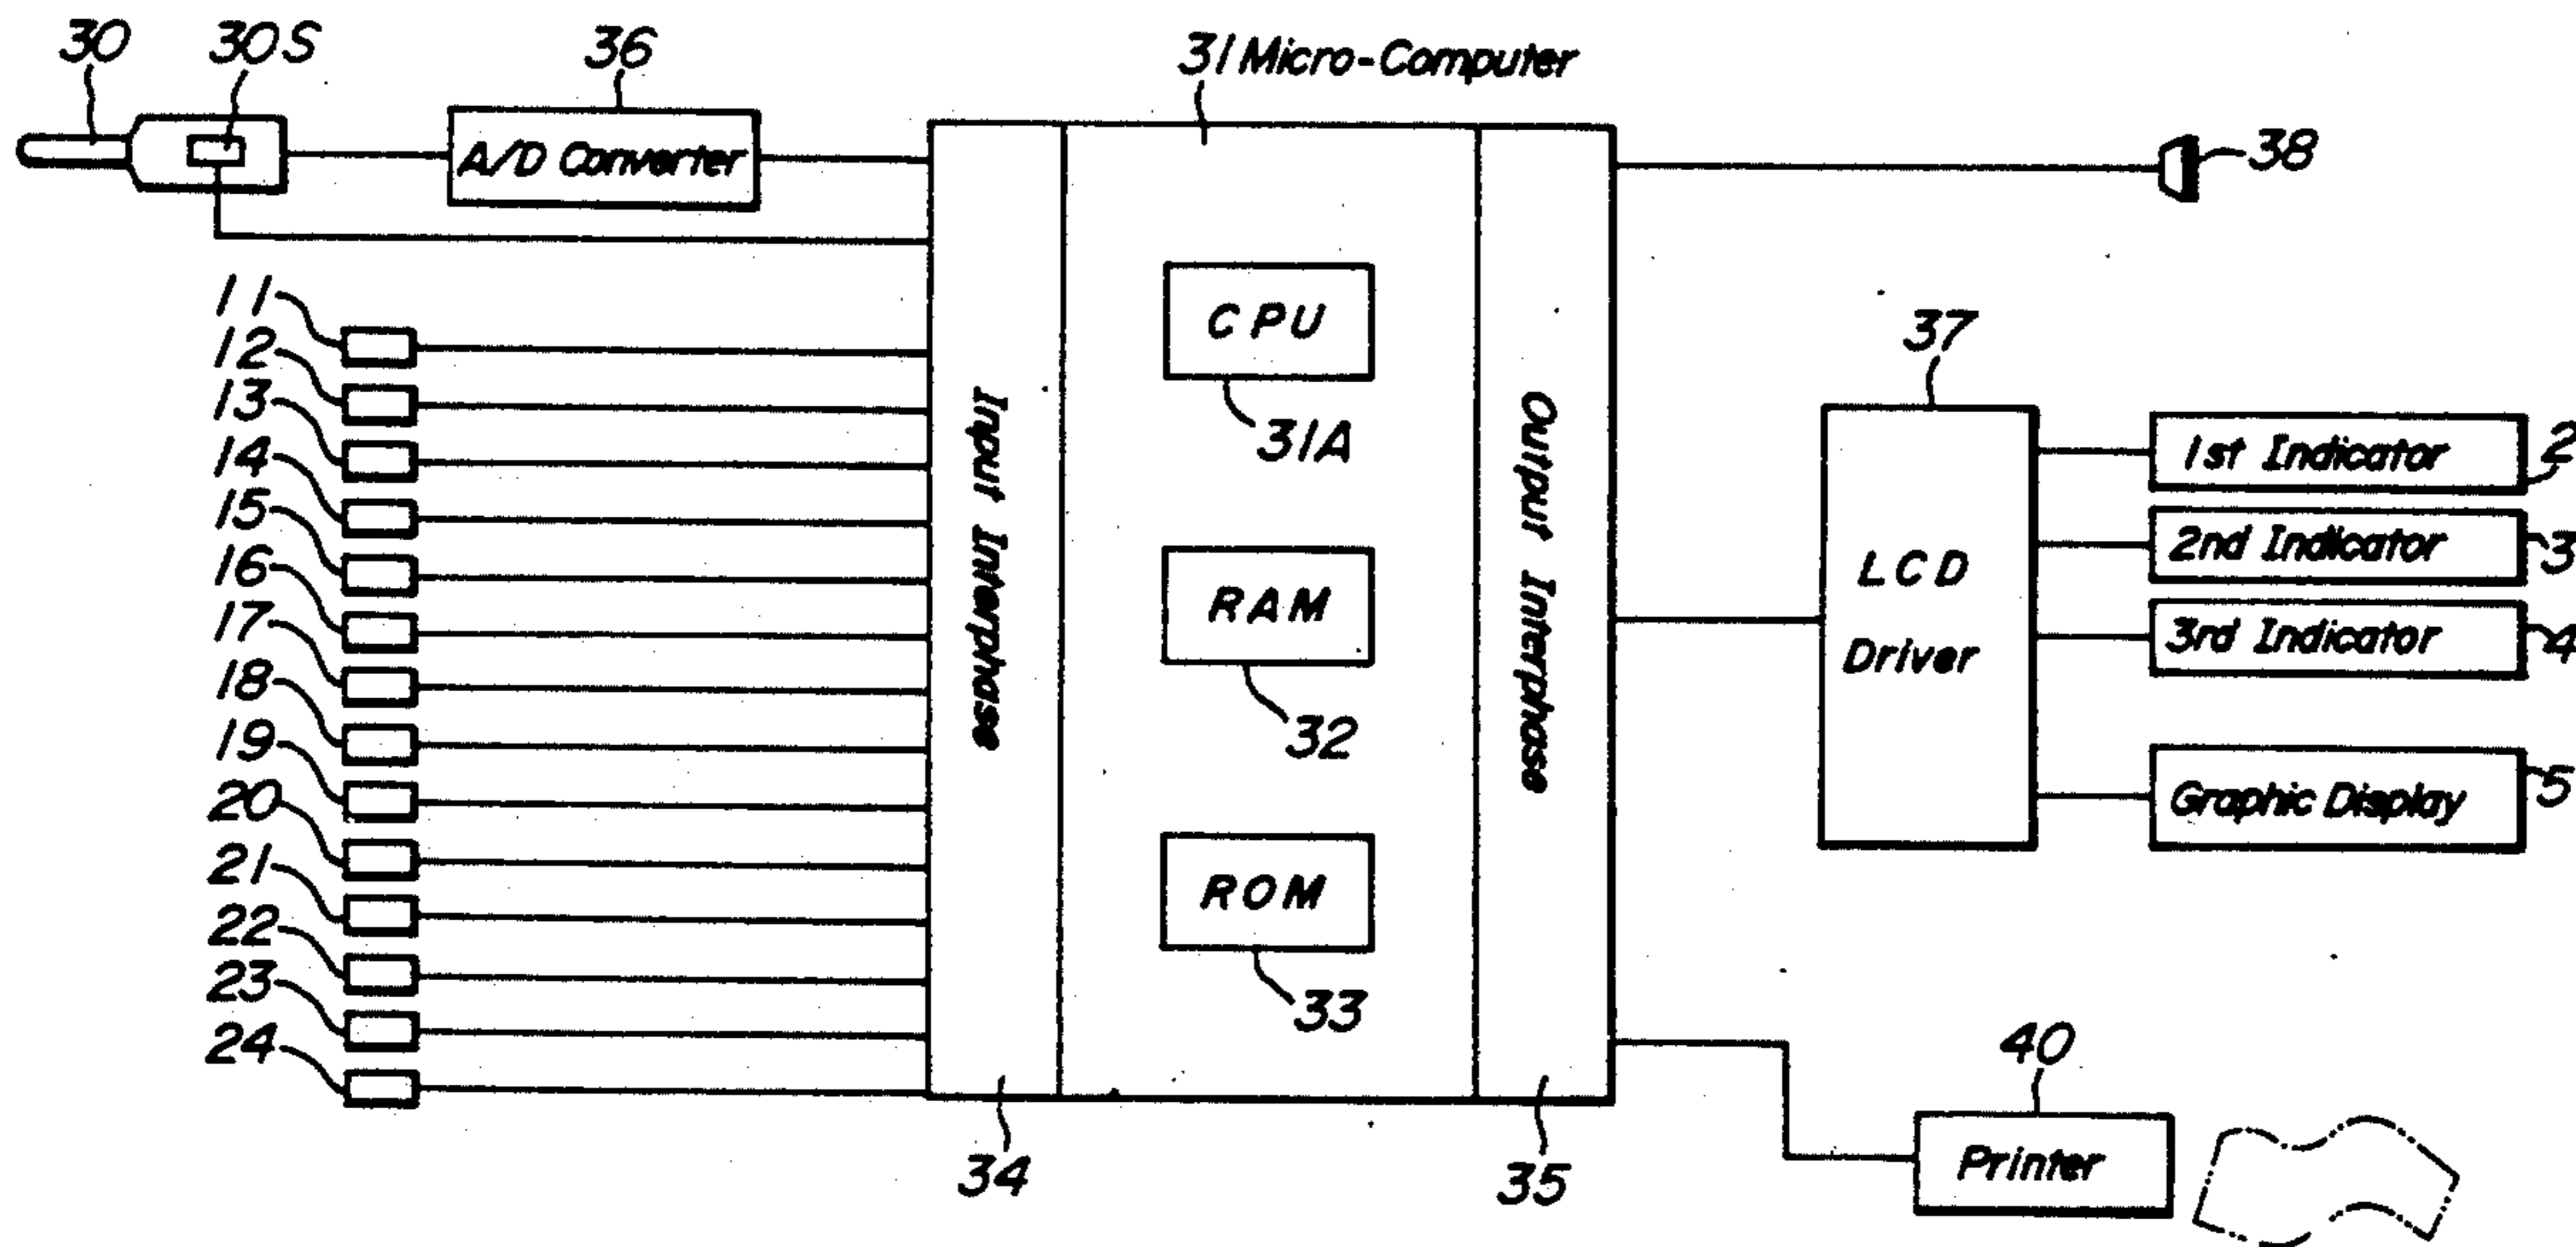 30
30S
36
31 Micro-Computer
A/D Converter
38
11
12
13
14
15
16
17
18
19
20
21
22
23
24
Input Interphase
CPU
31A
RAM
32
ROM
33
Output Interphase
34
35
37
LCD
Driver
1st Indicator
2
2nd Indicator
3
3rd Indicator
4
Graphic Display
5
40
Printer